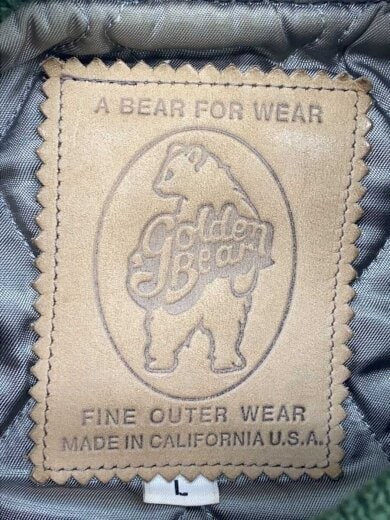 A BEAR FOR WEAR
Golden
Bear
FINE OUTER WEAR
MADE IN CALIFORNIA U.S.A.
L